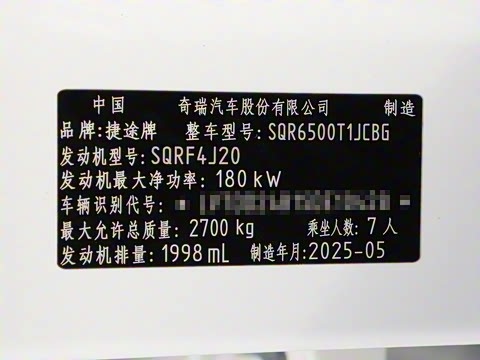 中国 奇瑞汽车股份有限公司 制造
品牌:捷途牌 整车型号:SQR6500T1JCBG
发动机型号:SQRF4J20
发动机最大净功率: 180 kW
车辆识别代号:
最大允许总质量: 2700 kg 乘坐人数: 7 人
发动机排量: 1998 mL 制造年月:2025-05